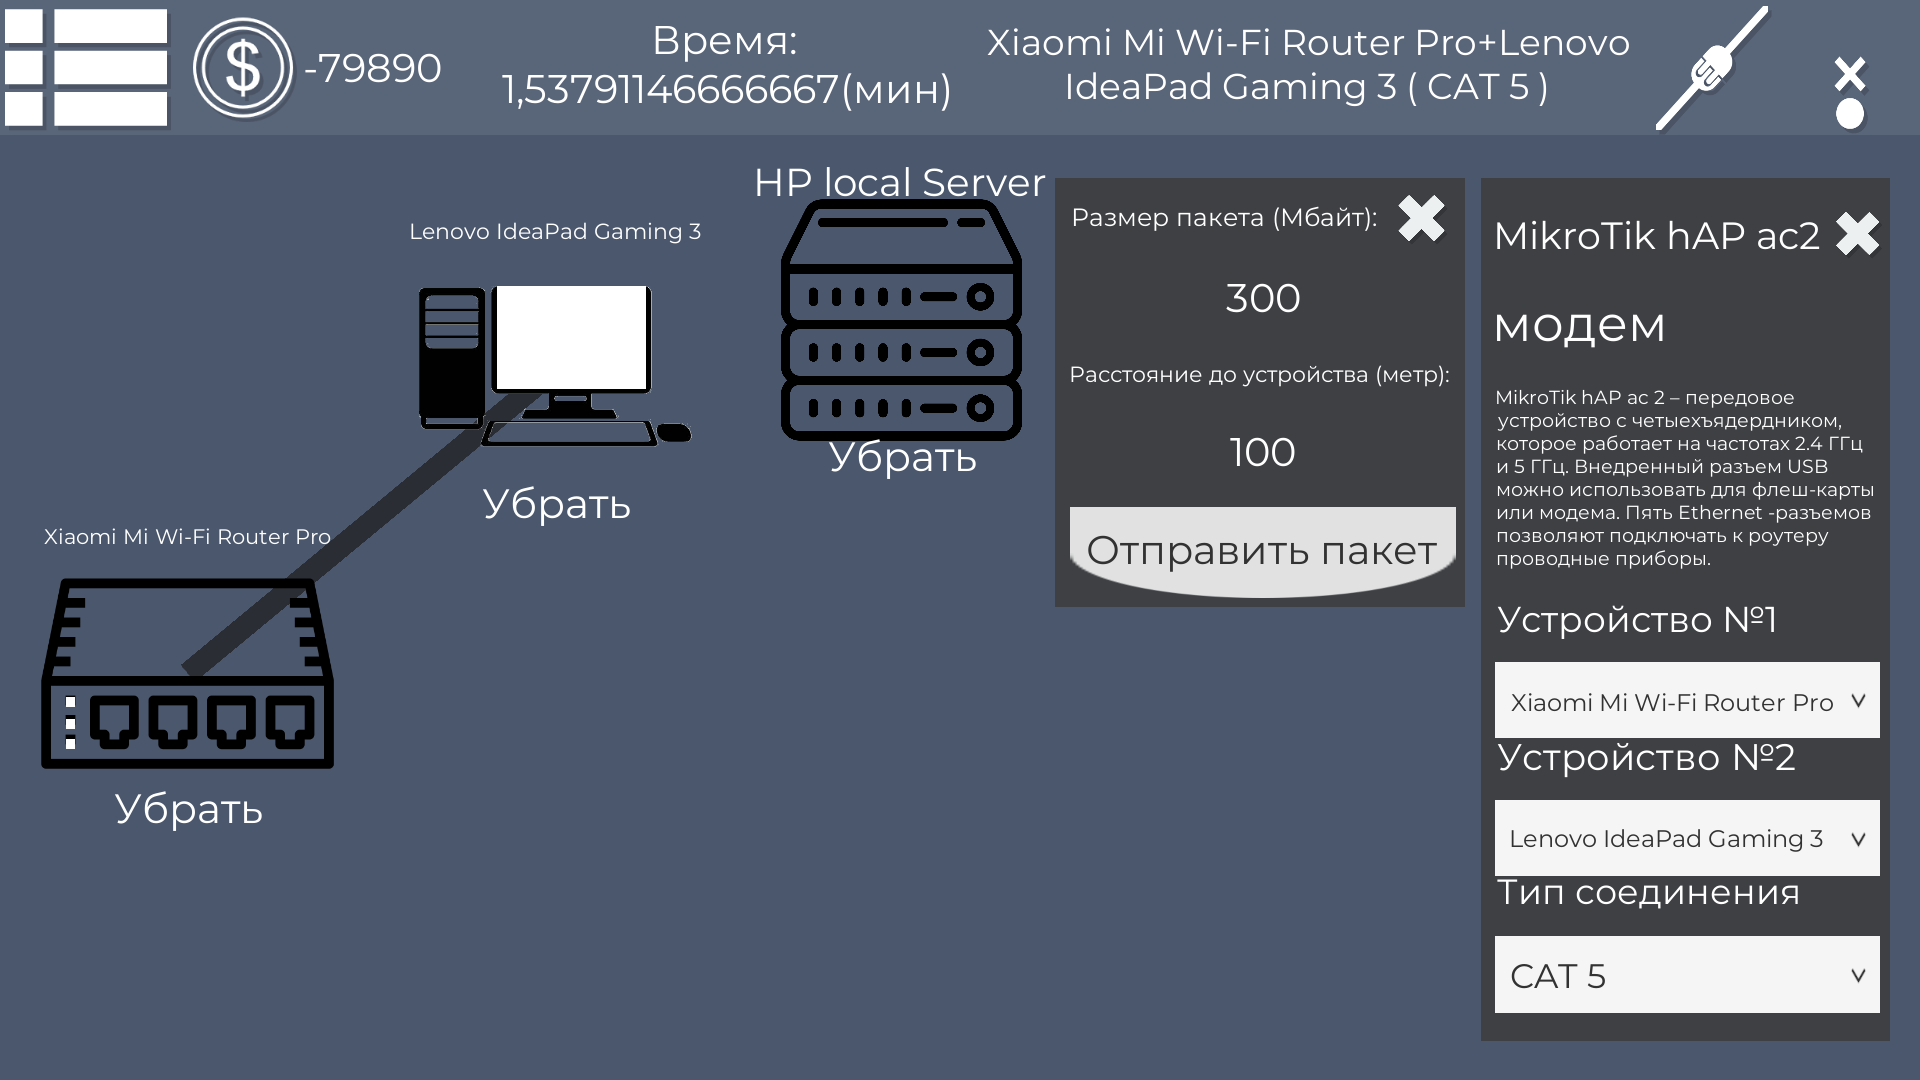 -79890
Время:
1,53791146666667(мин)
Xiaomi Mi Wi-Fi Router Pro+Lenovo
IdeaPad Gaming 3 ( CAT 5 )
HP local Server
Убрать
Lenovo IdeaPad Gaming 3
Убрать
Xiaomi Mi Wi-Fi Router Pro
Убрать
Размер пакета (Мбайт):
300
Расстояние до устройства (метр):
100
Отправить пакет
MikroTik hAP ac2
модем
MikroTik hAP ac 2 – передовое
устройство с четыехъядердником,
которое работает на частотах 2.4 ГГц
и 5 ГГц. Внедренный разъем USB
можно использовать для флеш-карты
или модема. Пять Ethernet -разъемов
позволяют подключать к роутеру
проводные приборы.
Устройство №1
Xiaomi Mi Wi-Fi Router Pro
Устройство №2
Lenovo IdeaPad Gaming 3
Тип соединения
CAT 5